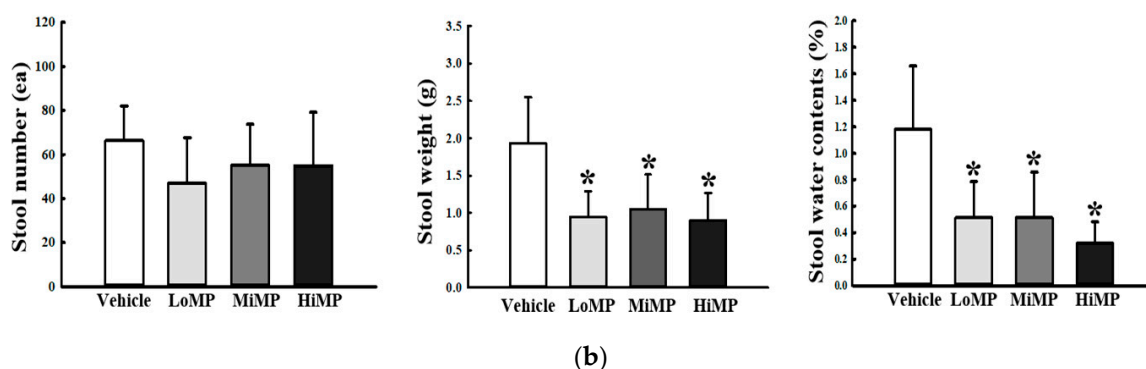 Stool number (ea)
120
100
80
60
40
20
0
Vehicle LoMP MiMP HiMP
Stool weight (g)
3.5
3.0
2.5
2.0
1.5
1.0
0.5
0.0
* * *
Vehicle LoMP MiMP HiMP
Stool water contents (%)
2.0
1.8
1.6
1.4
1.2
1.0
0.8
0.6
0.4
0.2
0.0
* * *
Vehicle LoMP MiMP HiMP
(b)